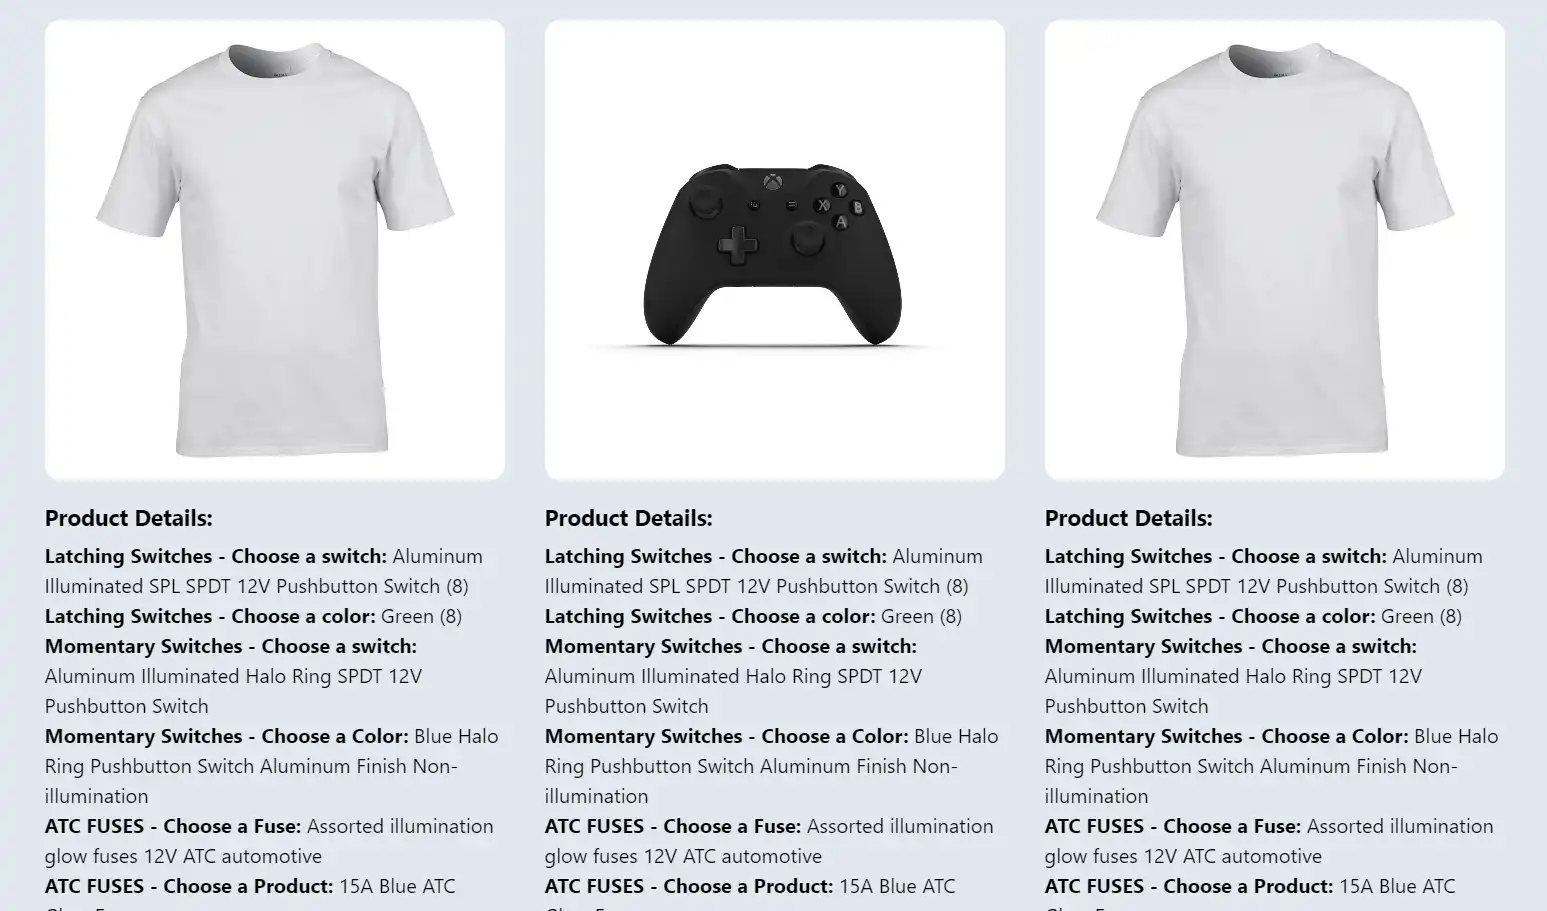 Y
X B
A
Product Details:
Latching Switches - Choose a switch: Aluminum
Illuminated SPL SPDT 12V Pushbutton Switch (8)
Latching Switches - Choose a color: Green (8)
Momentary Switches - Choose a switch:
Aluminum Illuminated Halo Ring SPDT 12V
Pushbutton Switch
Momentary Switches - Choose a Color: Blue Halo
Ring Pushbutton Switch Aluminum Finish Non-
illumination
ATC FUSES - Choose a Fuse: Assorted illumination
glow fuses 12V ATC automotive
ATC FUSES - Choose a Product: 15A Blue ATC
Product Details:
Latching Switches - Choose a switch: Aluminum
Illuminated SPL SPDT 12V Pushbutton Switch (8)
Latching Switches - Choose a color: Green (8)
Momentary Switches - Choose a switch:
Aluminum Illuminated Halo Ring SPDT 12V
Pushbutton Switch
Momentary Switches - Choose a Color: Blue Halo
Ring Pushbutton Switch Aluminum Finish Non-
illumination
ATC FUSES - Choose a Fuse: Assorted illumination
glow fuses 12V ATC automotive
ATC FUSES - Choose a Product: 15A Blue ATC
Product Details:
Latching Switches - Choose a switch: Aluminum
Illuminated SPL SPDT 12V Pushbutton Switch (8)
Latching Switches - Choose a color: Green (8)
Momentary Switches - Choose a switch:
Aluminum Illuminated Halo Ring SPDT 12V
Pushbutton Switch
Momentary Switches - Choose a Color: Blue Halo
Ring Pushbutton Switch Aluminum Finish Non-
illumination
ATC FUSES - Choose a Fuse: Assorted illumination
glow fuses 12V ATC automotive
ATC FUSES - Choose a Product: 15A Blue ATC